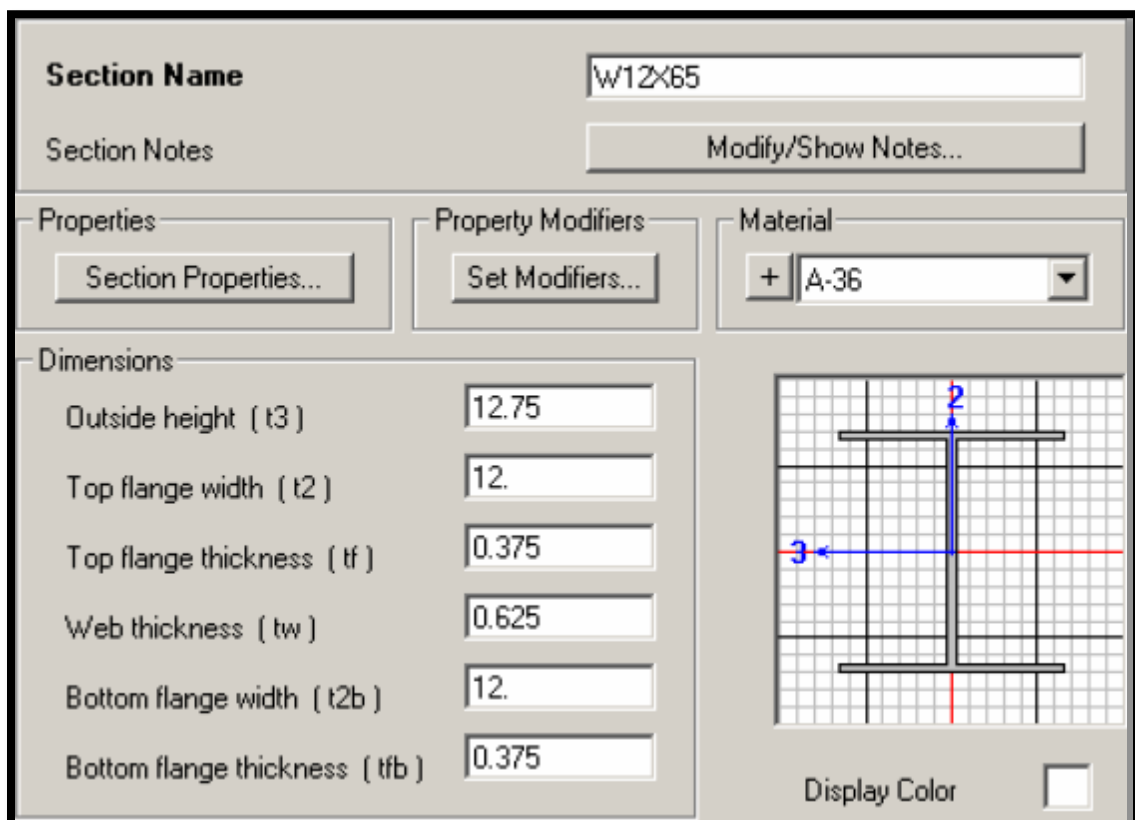 Section Name W12X65
Section Notes Modify/Show Notes...
Properties Property Modifiers Material
Section Properties... Set Modifiers... + A-36
Dimensions
Outside height ( t3 ) 12.75
2
Top flange width ( t2 ) 12.
Top flange thickness ( tf ) 0.375
3
Web thickness ( tw ) 0.625
Bottom flange width ( t2b ) 12.
Bottom flange thickness ( tfb ) 0.375
Display Color